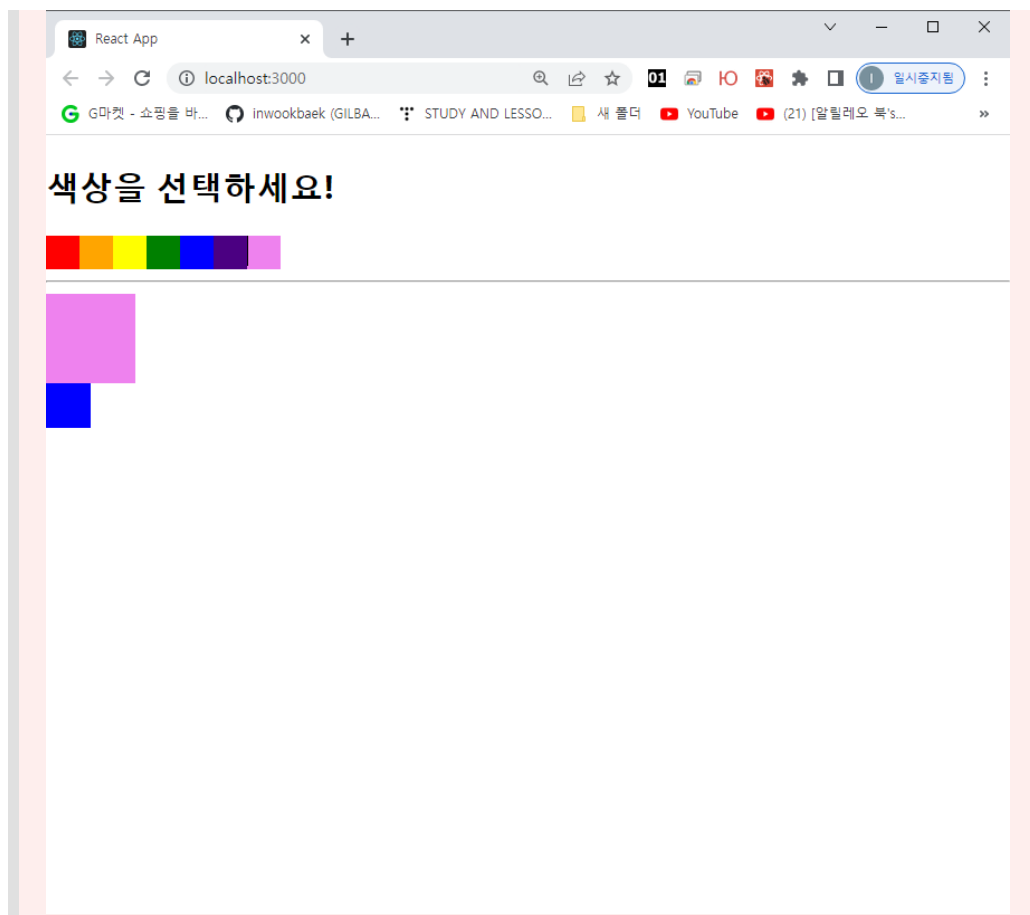 React App
localhost:3000
01
Ю
I 일시중지됨
G마켓 - 쇼핑을 바... inwookbaek (GILBA... STUDY AND LESSO... 새 폴더 YouTube (21) [알릴레오 북's... »
색상을 선택하세요!